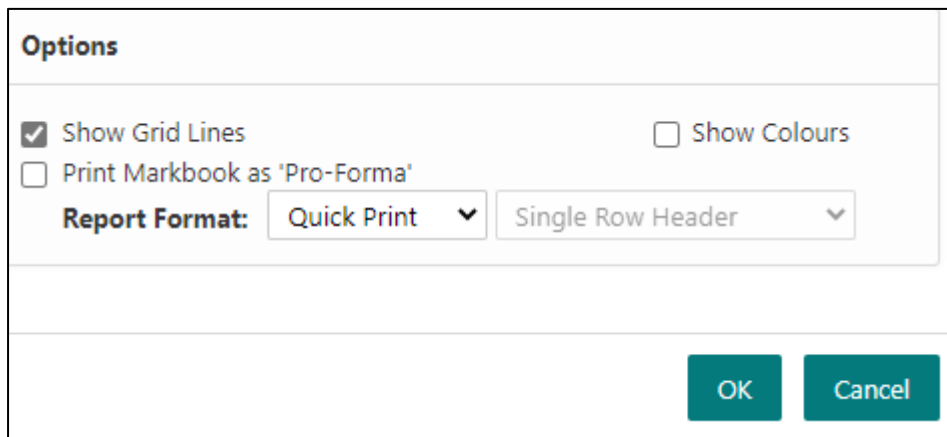 Options
Show Grid Lines Show Colours
Print Markbook as 'Pro-Forma'
Report Format: Quick Print Single Row Header
OK Cancel